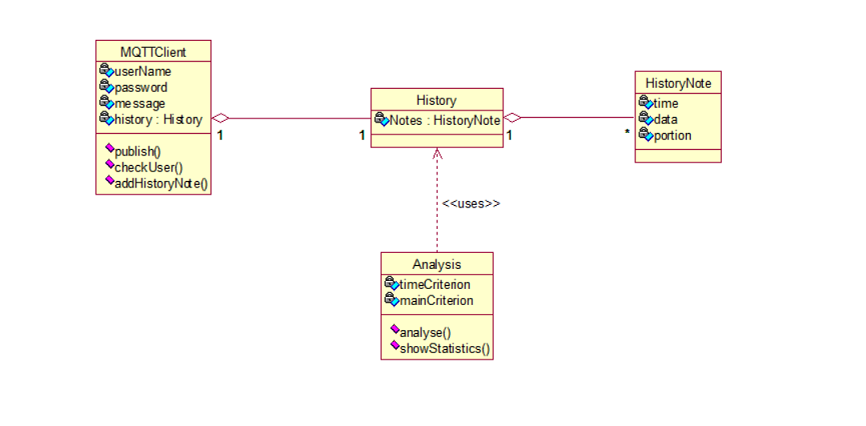 MQTTClient
userName
password
message
history : History
publish()
checkUser()
addHistoryNote()
1
1
History
Notes : HistoryNote
1
*
HistoryNote
time
data
portion
<<uses>>
Analysis
timeCriterion
mainCriterion
analyse()
showStatistics()